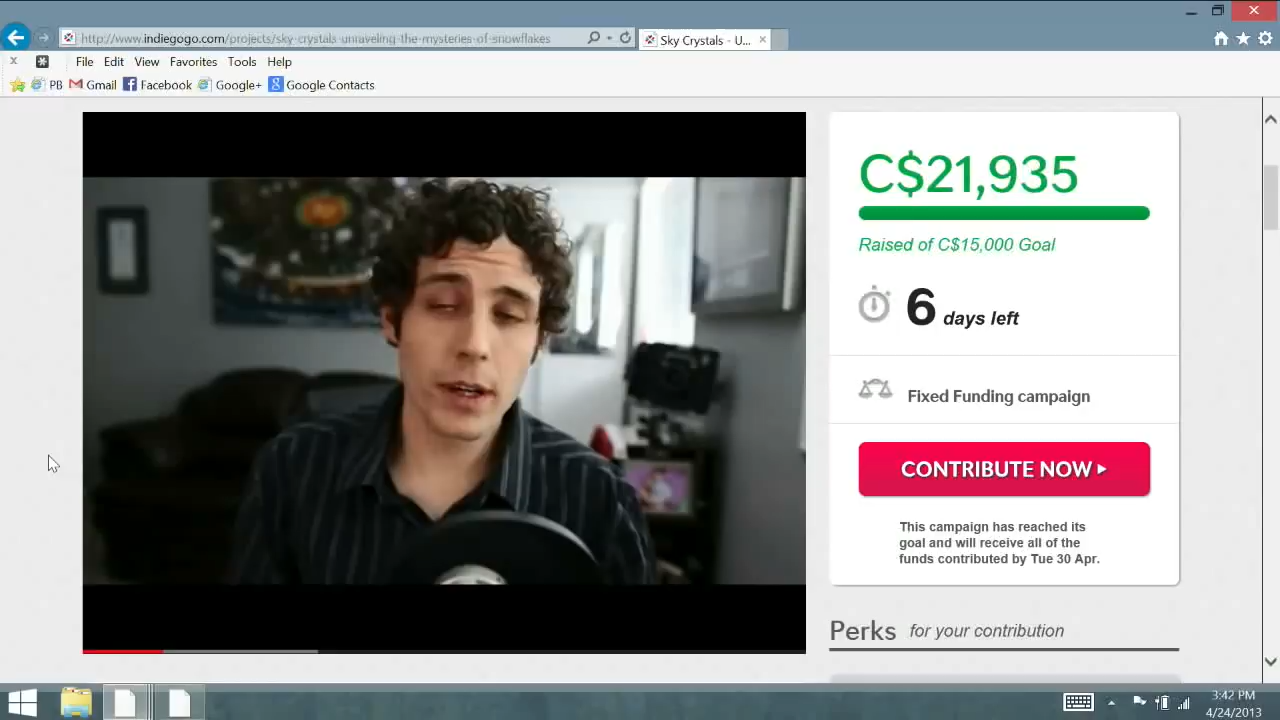 http://www.indiegogo.com/projects/sky-crystals-unraveling-the-mysteries-of-snowflakes
Sky Crystals - U...
File Edit View Favorites Tools Help
PB Gmail Facebook Google+ Google Contacts
C$21,935
Raised of C$15,000 Goal
6 days left
Fixed Funding campaign
CONTRIBUTE NOW
This campaign has reached its
goal and will receive all of the
funds contributed by Tue 30 Apr.
Perks for your contribution
3:42 PM
4/24/2013